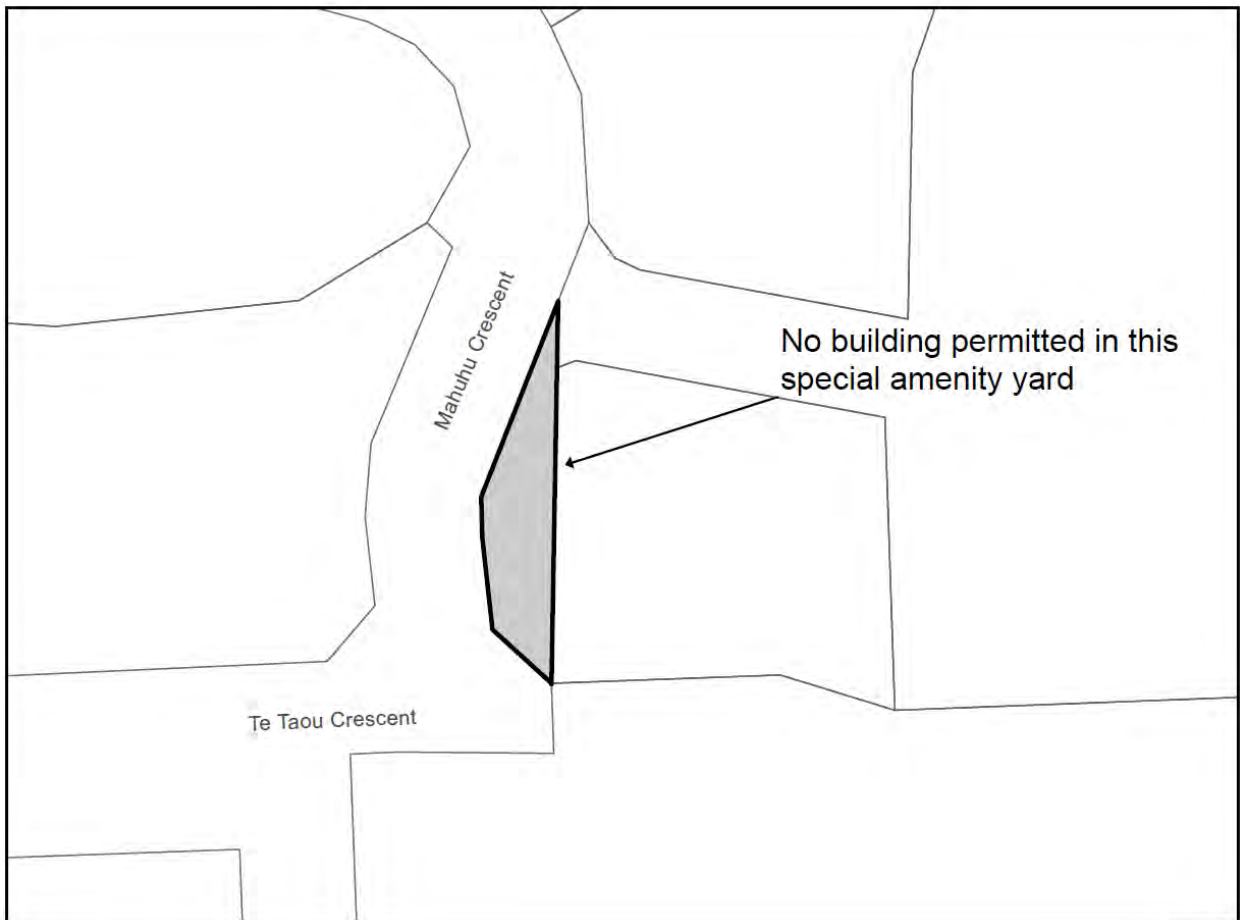 Mahuhu Crescent
No building permitted in this
special amenity yard
Te Taou Crescent